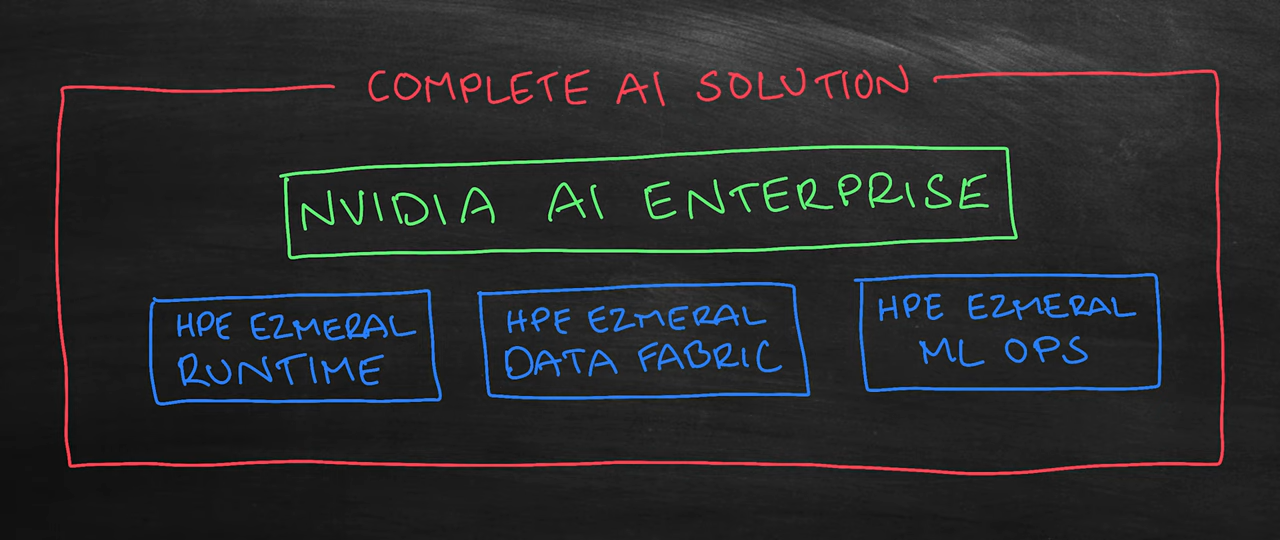 COMPLETE AI SOLUTION
NVIDIA AI ENTERPRISE
HPE EZMERAL
RUNTIME
HPE EZMERAL
DATA FABRIC
HPE EZMERAL
ML OPS